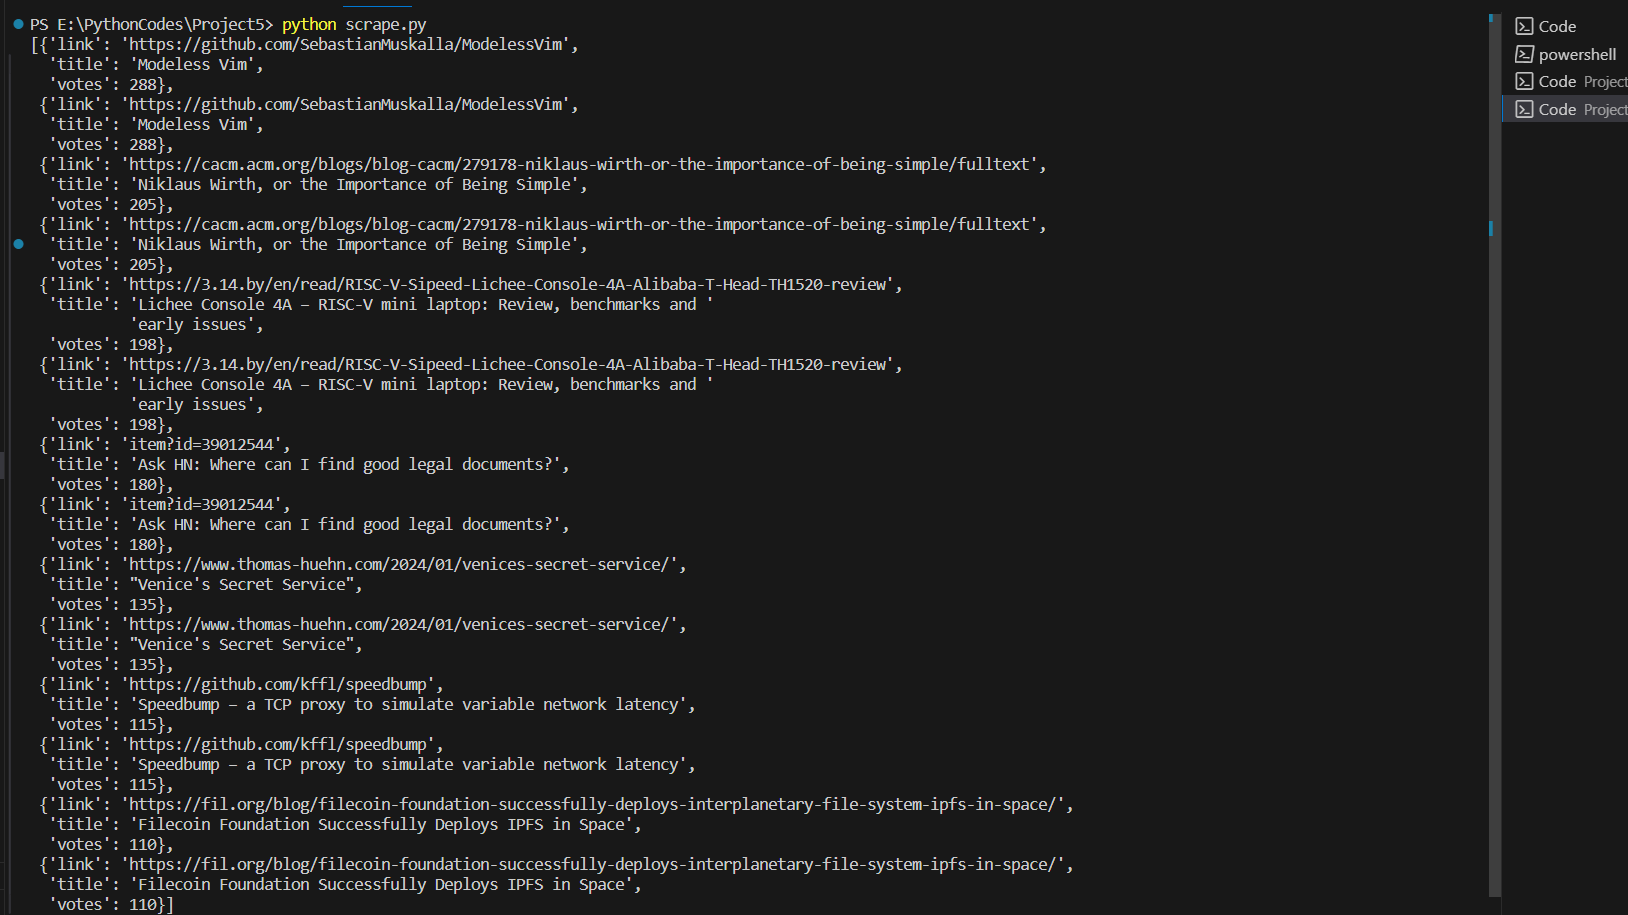 PS E:\PythonCodes\Project5> python scrape.py
[{'link': 'https://github.com/SebastianMuskalla/ModelessVim',
'title': 'Modeless Vim',
'votes': 288},
{'link': 'https://github.com/SebastianMuskalla/ModelessVim',
'title': 'Modeless Vim',
'votes': 288},
{'link': 'https://cacm.acm.org/blogs/blog-cacm/279178-niklaus-wirth-or-the-importance-of-being-simple/fulltext',
'title': 'Niklaus Wirth, or the Importance of Being Simple',
'votes': 205},
{'link': 'https://cacm.acm.org/blogs/blog-cacm/279178-niklaus-wirth-or-the-importance-of-being-simple/fulltext',
'title': 'Niklaus Wirth, or the Importance of Being Simple',
'votes': 205},
{'link': 'https://3.14.by/en/read/RISC-V-Sipeed-Lichee-Console-4A-Alibaba-T-Head-TH1520-review',
'title': 'Lichee Console 4A – RISC-V mini laptop: Review, benchmarks and '
'early issues',
'votes': 198},
{'link': 'https://3.14.by/en/read/RISC-V-Sipeed-Lichee-Console-4A-Alibaba-T-Head-TH1520-review',
'title': 'Lichee Console 4A – RISC-V mini laptop: Review, benchmarks and '
'early issues',
'votes': 198},
{'link': 'item?id=39012544',
'title': 'Ask HN: Where can I find good legal documents?',
'votes': 180},
{'link': 'item?id=39012544',
'title': 'Ask HN: Where can I find good legal documents?',
'votes': 180},
{'link': 'https://www.thomas-huehn.com/2024/01/venices-secret-service/',
'title': "Venice's Secret Service",
'votes': 135},
{'link': 'https://www.thomas-huehn.com/2024/01/venices-secret-service/',
'title': "Venice's Secret Service",
'votes': 135},
{'link': 'https://github.com/kffl/speedbump',
'title': 'Speedbump – a TCP proxy to simulate variable network latency',
'votes': 115},
{'link': 'https://github.com/kffl/speedbump',
'title': 'Speedbump – a TCP proxy to simulate variable network latency',
'votes': 115},
{'link': 'https://fil.org/blog/filecoin-foundation-successfully-deploys-interplanetary-file-system-ipfs-in-space/',
'title': 'Filecoin Foundation Successfully Deploys IPFS in Space',
'votes': 110},
{'link': 'https://fil.org/blog/filecoin-foundation-successfully-deploys-interplanetary-file-system-ipfs-in-space/',
'title': 'Filecoin Foundation Successfully Deploys IPFS in Space',
'votes': 110}]
Code
powershell
Code Project
Code Project